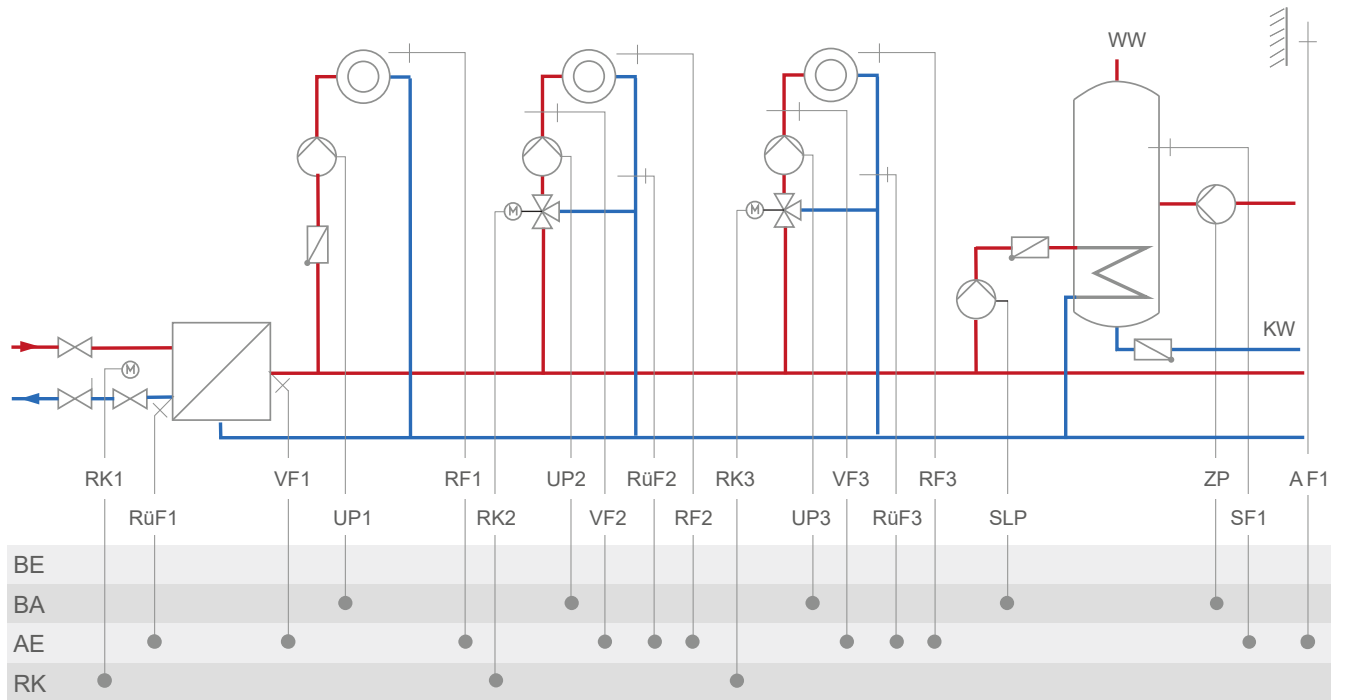 WW
M
M
M
KW
RK1 VF1 RF1 UP2 RüF2 RK3 VF3 RF3 ZP A F1
RüF1 UP1 RK2 VF2 RF2 UP3 RüF3 SLP SF1
BE
BA
AE
RK